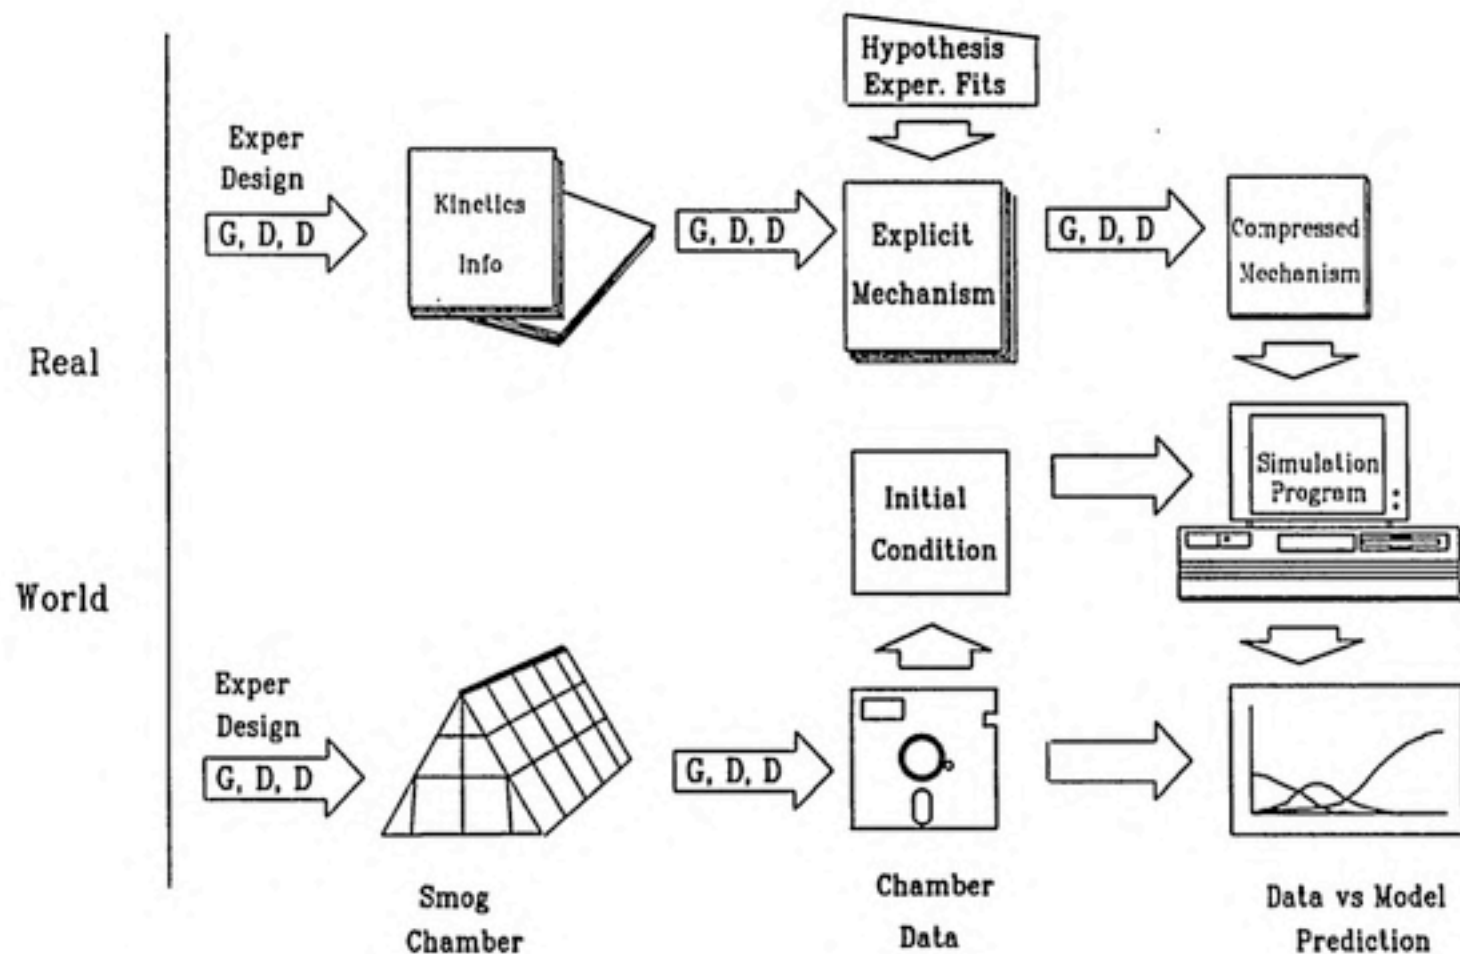 Hypothesis
Exper. Fits
Exper
Design
G, D, D
Kinetics
Info
G, D, D
Explicit
Mechanism
G, D, D
Compressed
Mechanism
Real
World
Initial
Condition
Simulation
Program
Exper
Design
G, D, D
Smog
Chamber
G, D, D
Chamber
Data
Data vs Model
Prediction